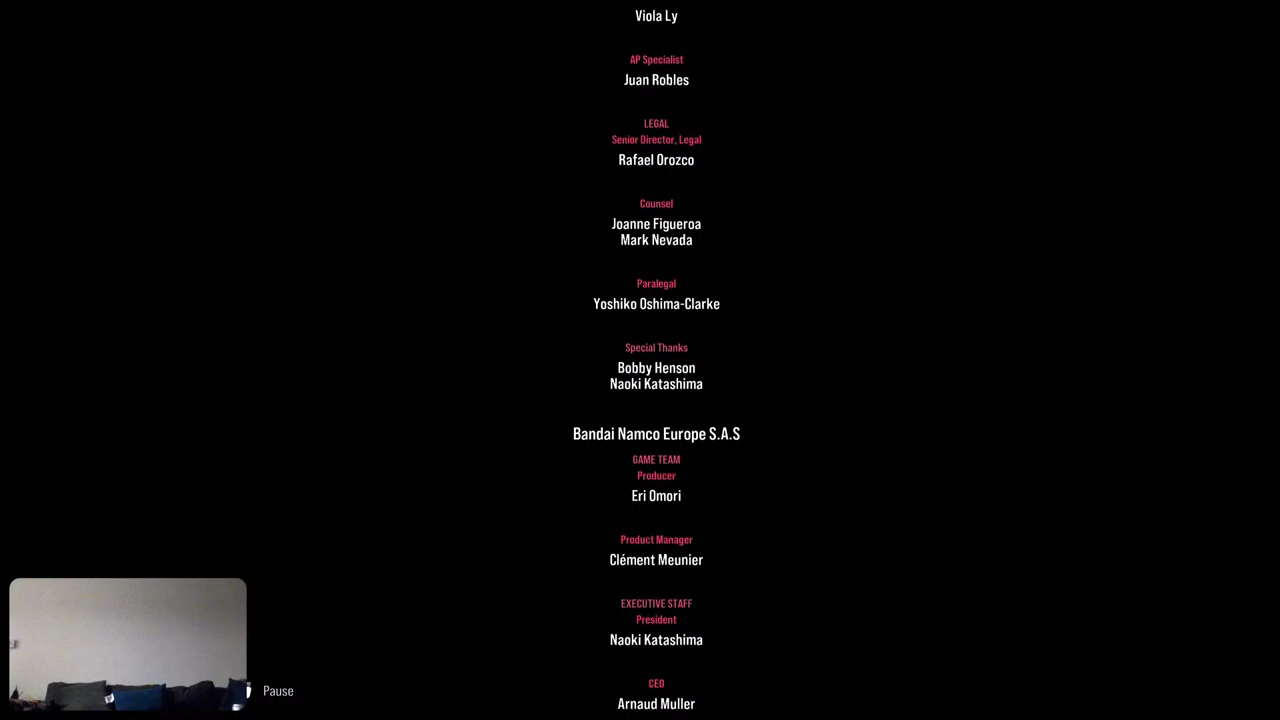 Viola Ly
AP Specialist
Juan Robles
LEGAL
Senior Director, Legal
Rafael Orozco
Counsel
Joanne Figueroa
Mark Nevada
Paralegal
Yoshiko Oshima-Clarke
Special Thanks
Bobby Henson
Naoki Katashima
Bandai Namco Europe S.A.S
GAME TEAM
Producer
Eri Omori
Product Manager
Clément Meunier
EXECUTIVE STAFF
President
Naoki Katashima
CEO
Arnaud Muller
Pause